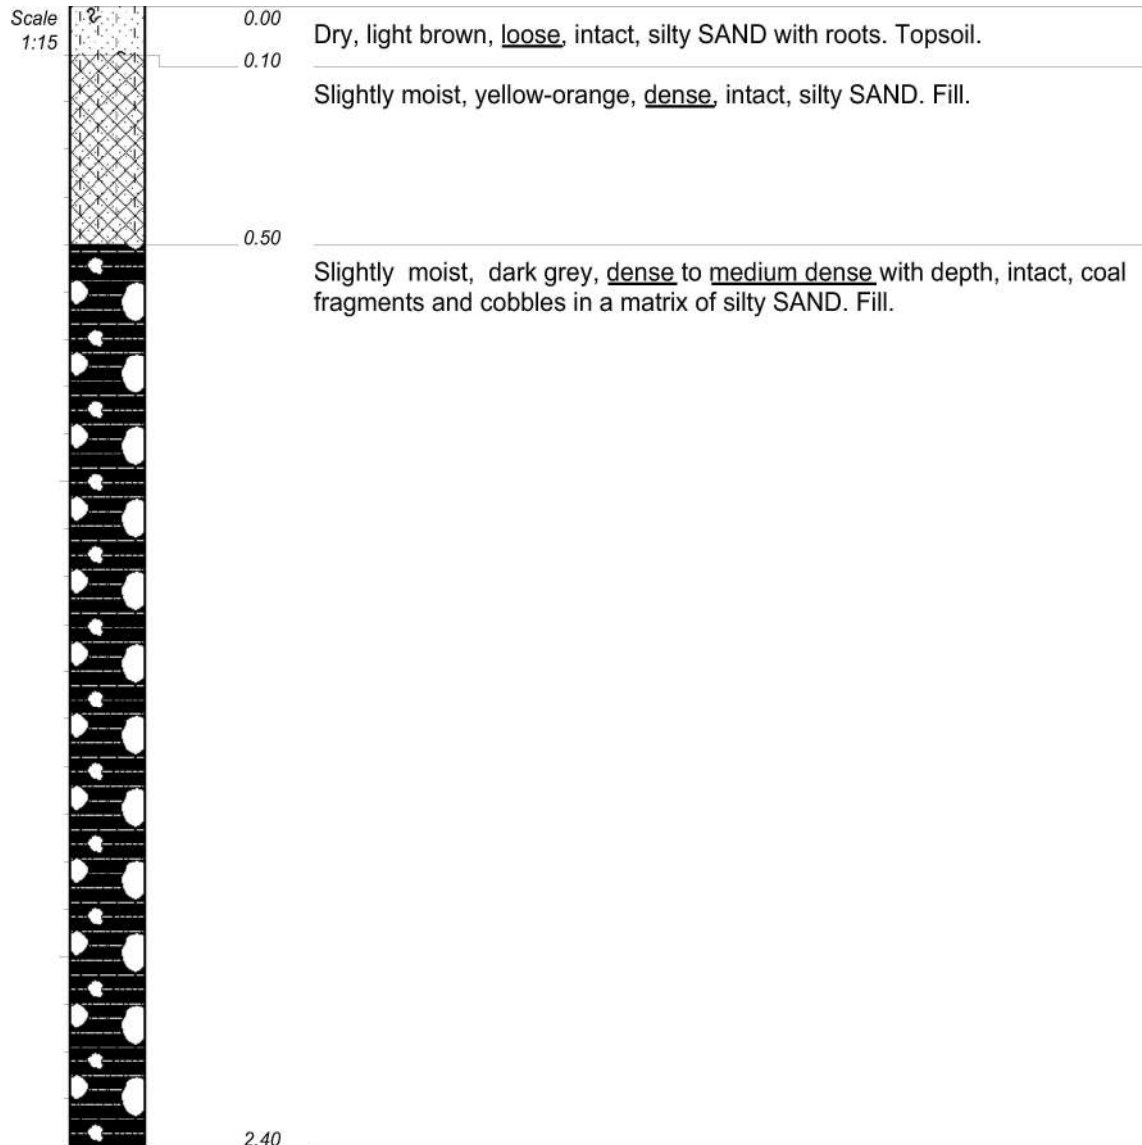 Scale
1:15
0.00
Dry, light brown, loose, intact, silty SAND with roots. Topsoil.
0.10
Slightly moist, yellow-orange, dense, intact, silty SAND. Fill.
0.50
Slightly moist, dark grey, dense to medium dense with depth, intact, coal
fragments and cobbles in a matrix of silty SAND. Fill.
2.40